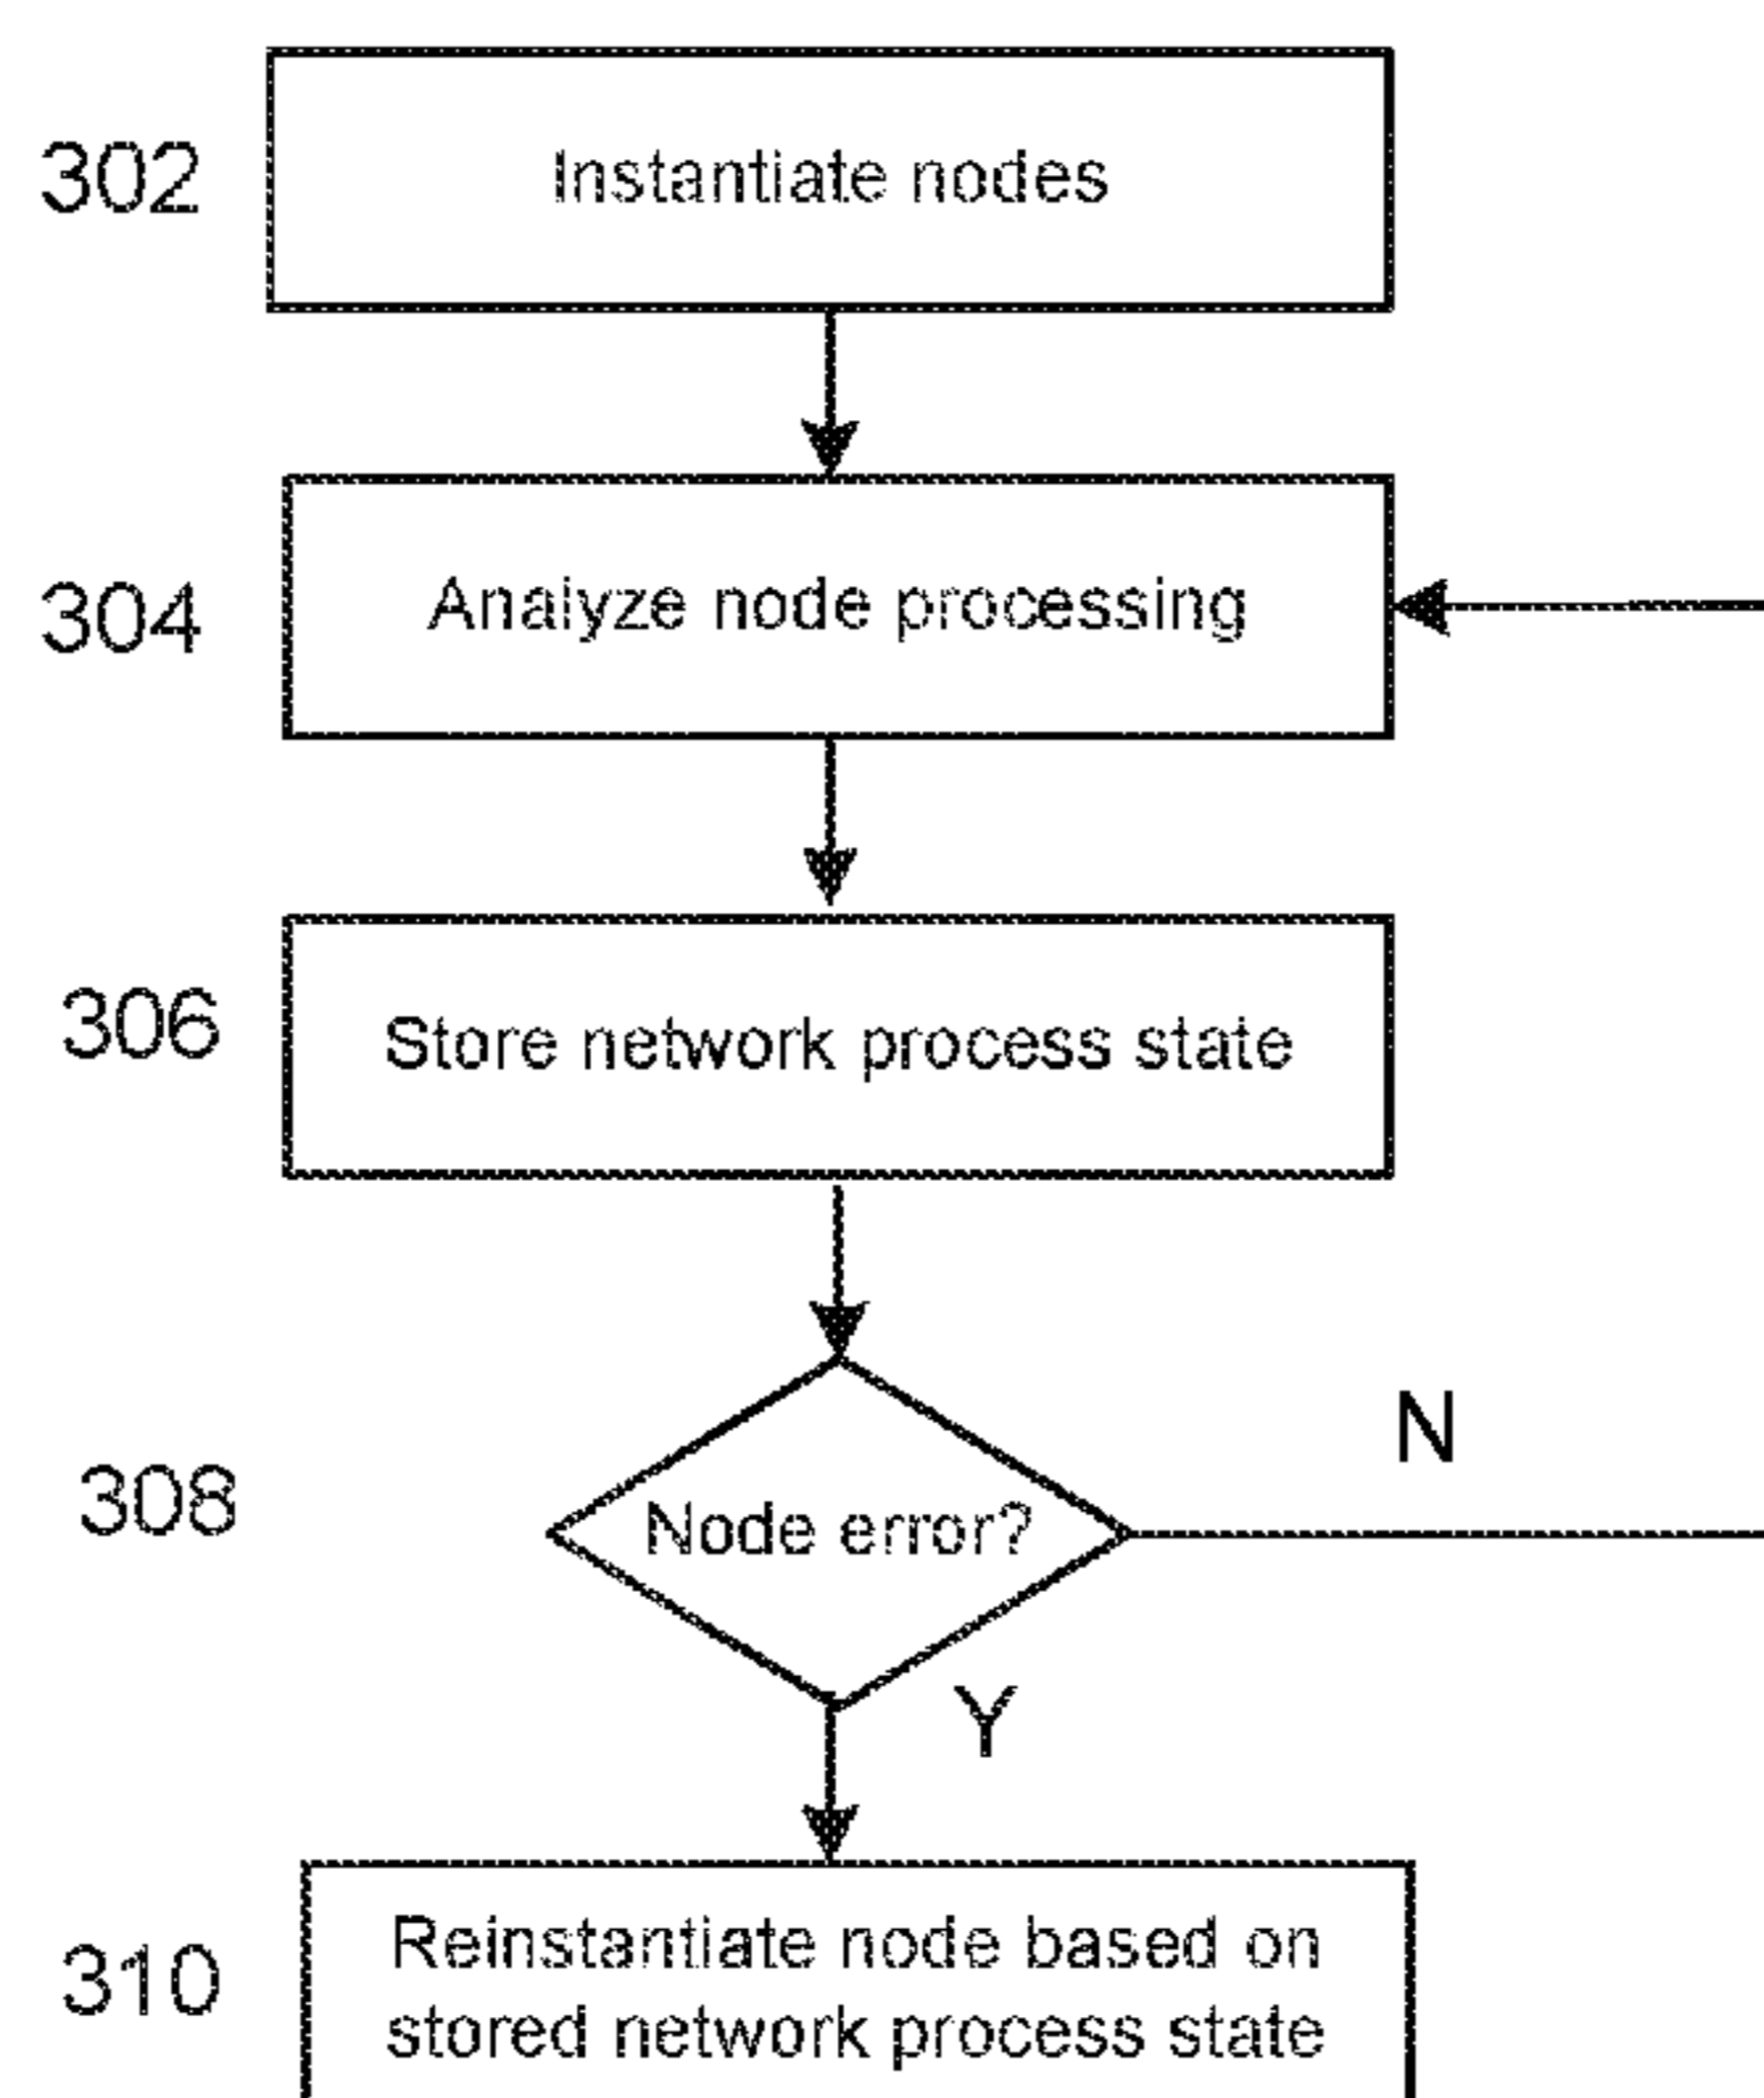 302
Instantiate nodes
304
Analyze node processing
306
Store network process state
N
308
Node error?
Y
310
Reinstantiate node based on
stored network process state